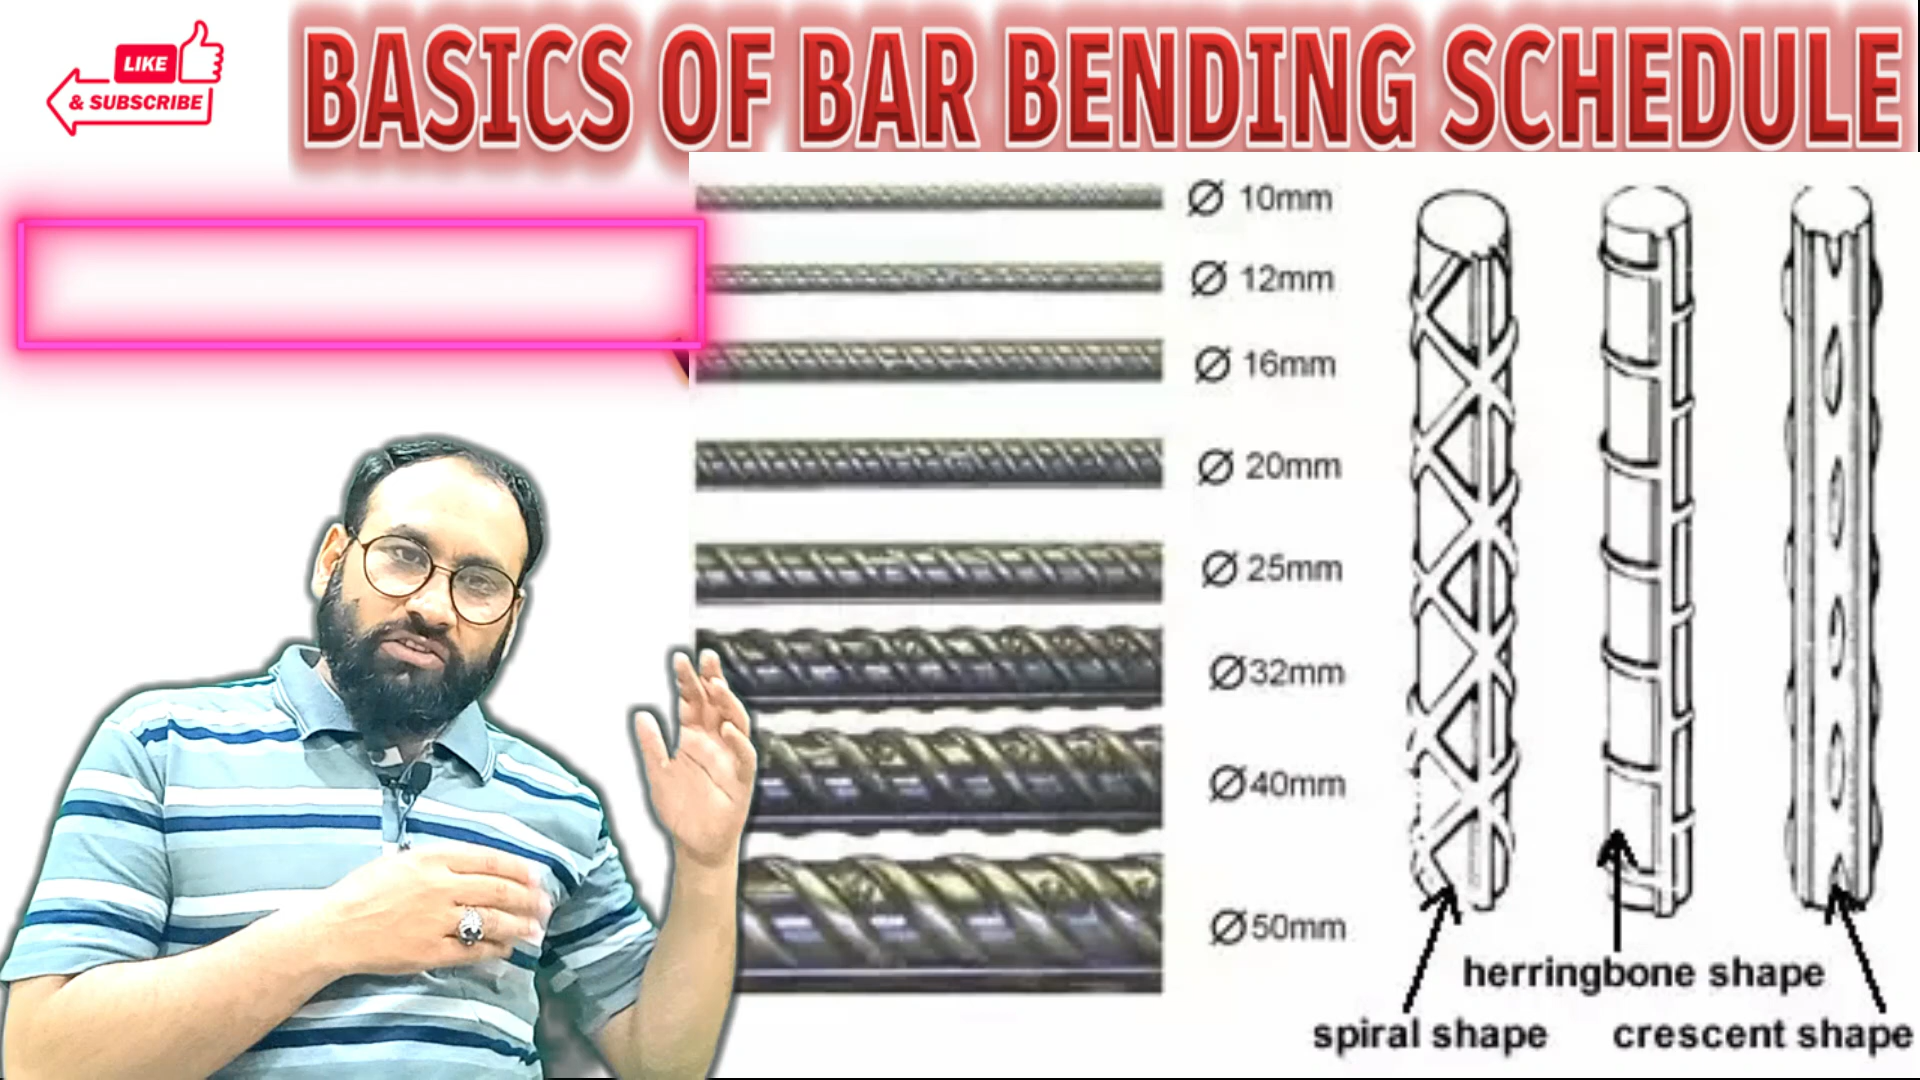 LIKE
& SUBSCRIBE
BASICS OF BAR BENDING SCHEDULE
Ø 10mm
Ø 12mm
Ø 16mm
Ø 20mm
Ø 25mm
Ø32mm
Ø40mm
Ø50mm
herringbone shape
spiral shape
crescent shape